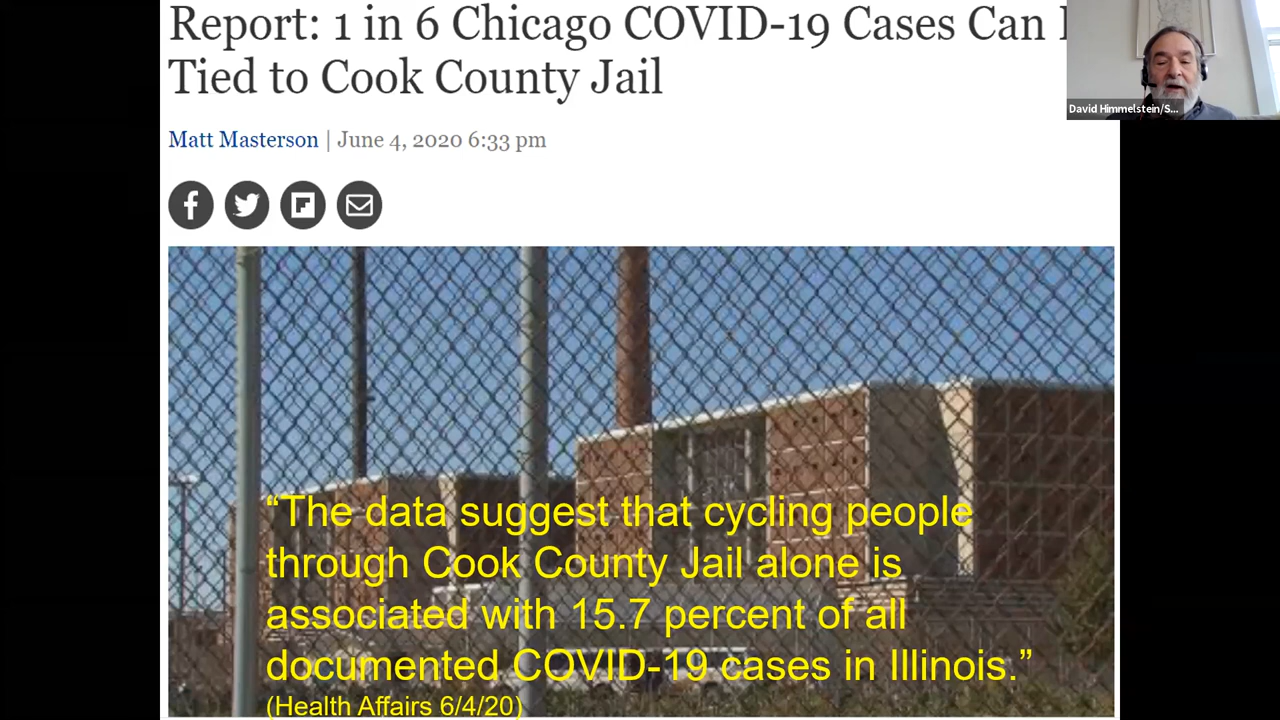 Report: 1 in 6 Chicago COVID-19 Cases Can
Tied to Cook County Jail
David Himmelstein/S...
Matt Masterson | June 4, 2020 6:33 pm
“The data suggest that cycling people
through Cook County Jail alone is
associated with 15.7 percent of all
documented COVID-19 cases in Illinois.”
(Health Affairs 6/4/20)